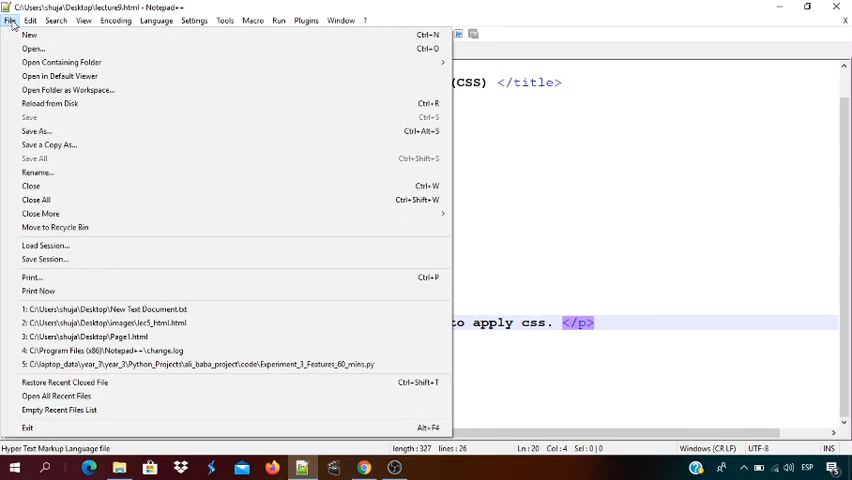 C:\Users\shuja\Desktop\lecture9.html - Notepad++
File Edit Search View Encoding Language Settings Tools Macro Run Plugins Window ?
New Ctrl+N
Open... Ctrl+O
Open Containing Folder
Open in Default Viewer
Open Folder as Workspace...
Reload from Disk Ctrl+R
Save Ctrl+S
Save As... Ctrl+Alt+S
Save a Copy As...
Save All Ctrl+Shift+S
Rename...
Close Ctrl+W
Close All Ctrl+Shift+W
Close More
Move to Recycle Bin
Load Session...
Save Session...
Print... Ctrl+P
Print Now
1: C:\Users\shuja\Desktop\New Text Document.txt
2: C:\Users\shuja\Desktop\images\lec5_html.html
3: C:\Users\shuja\Desktop\Page1.html
4: C:\Program Files (x86)\Notepad++\change.log
5: C:\laptop_data\year_3\year_3\Python_Projects\ali_baba_project\code\Experiment_3_Features_60_mins.py
Restore Recent Closed File Ctrl+Shift+T
Open All Recent Files
Empty Recent Files List
Exit Alt+F4
(CSS) </title>
to apply css. </p>
Hyper Text Markup Language file length : 327 lines : 26 Ln : 20 Col : 4 Sel : 0 | 0 Windows (CR LF) UTF-8 INS
ESP